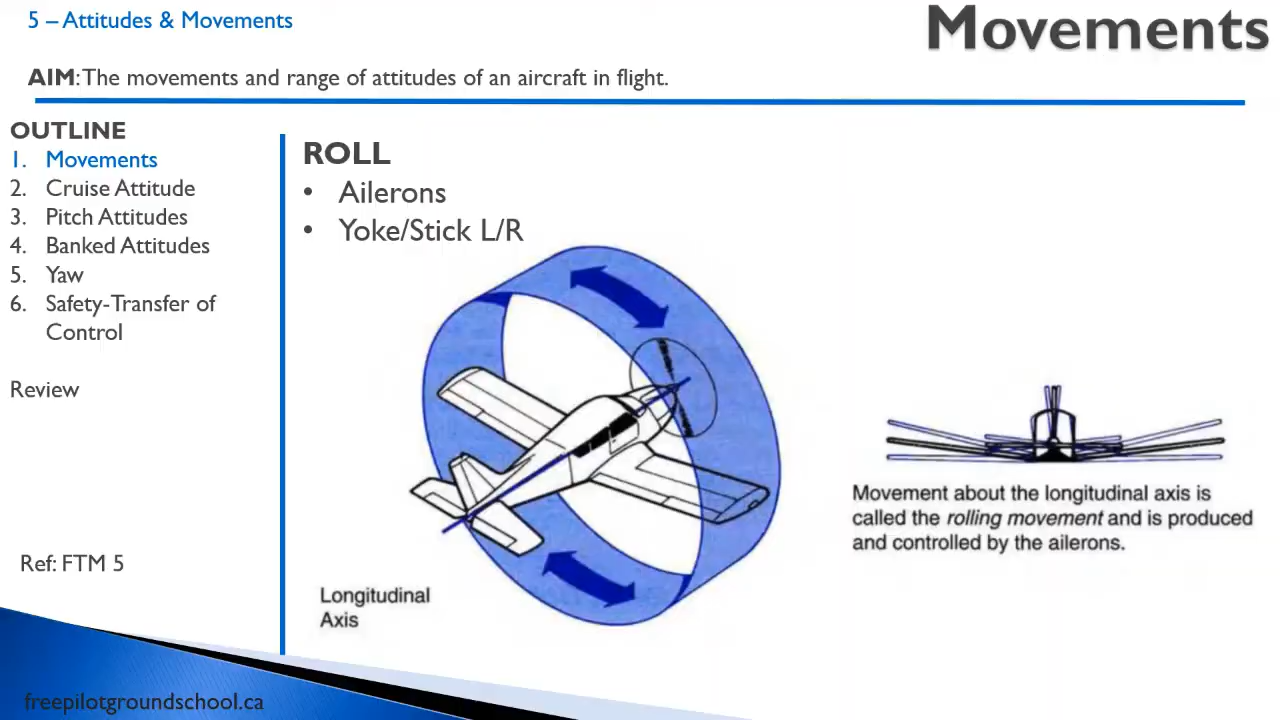 5 – Attitudes & Movements
Movements
AIM: The movements and range of attitudes of an aircraft in flight.
OUTLINE
1. Movements
2. Cruise Attitude
3. Pitch Attitudes
4. Banked Attitudes
5. Yaw
6. Safety-Transfer of
Control
Review
Ref: FTM 5
freepilotgroundschool.ca
ROLL
• Ailerons
• Yoke/Stick L/R
Longitudinal
Axis
Movement about the longitudinal axis is
called the rolling movement and is produced
and controlled by the ailerons.